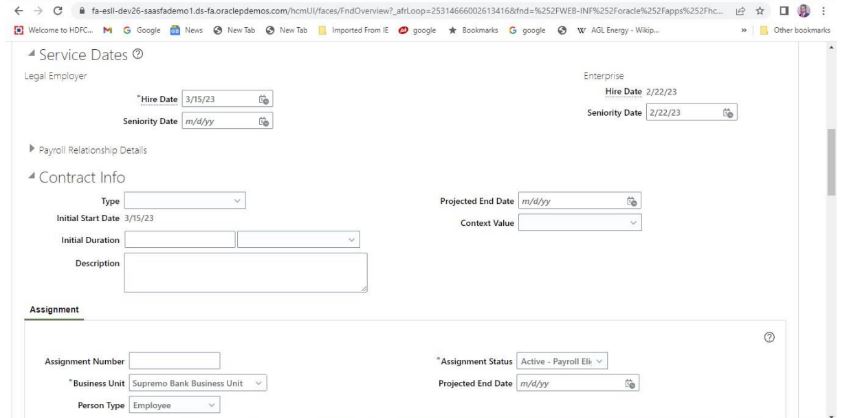 fa-esll-dev26-saasfademo1.ds-fa.oraclepdemos.com/hcmUI/faces/FndOverview?_afrLoop=25314666002613416&fnd=%252FWEB-INF%252Foracle%252Fapps%252Fhc...
Welcome to HDFC... G Google News New Tab New Tab Imported From IE google Bookmarks G google W AGL Energy - Wikip... » Other bookmarks
Service Dates
Legal Employer Enterprise
*Hire Date 3/15/23 Hire Date 2/22/23
Seniority Date m/d/yy Seniority Date 2/22/23
Payroll Relationship Details
Contract Info
Type Projected End Date m/d/yy
Initial Start Date 3/15/23 Context Value
Initial Duration
Description
Assignment
Assignment Number *Assignment Status Active - Payroll Eli
*Business Unit Supremo Bank Business Unit Projected End Date m/d/yy
Person Type Employee